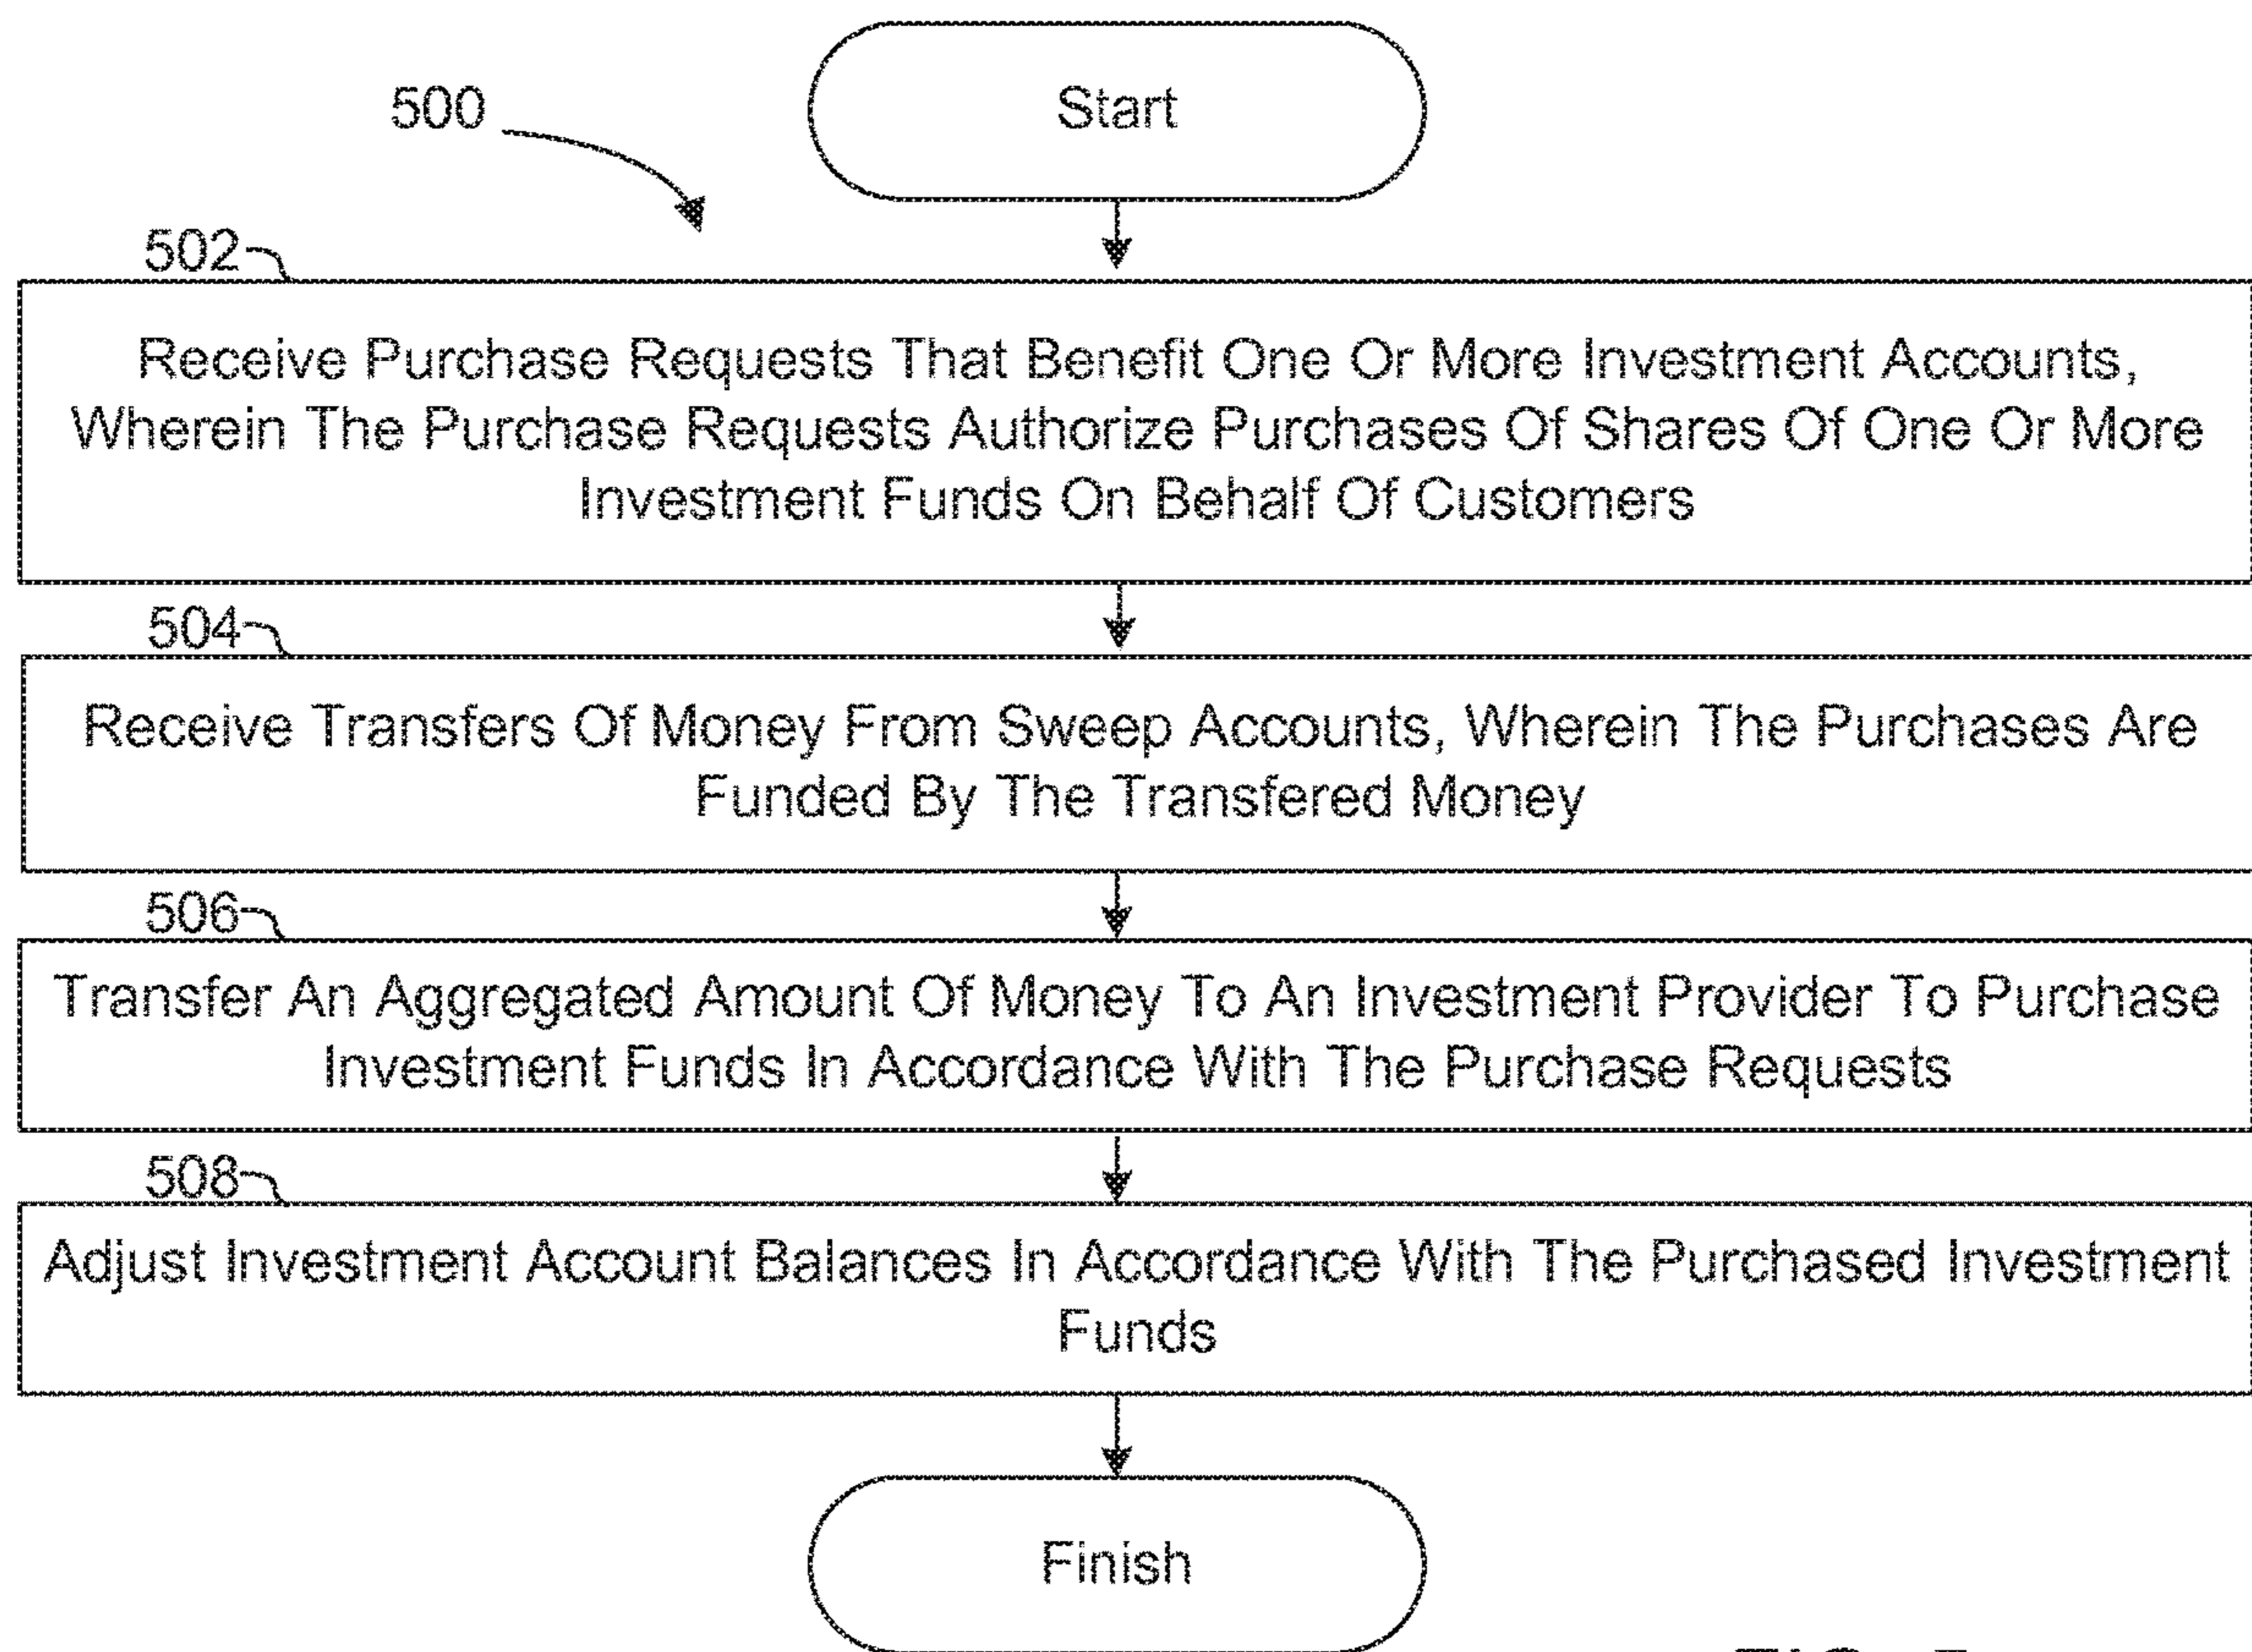 Start
500
502
Receive Purchase Requests That Benefit One Or More Investment Accounts,
Wherein The Purchase Requests Authorize Purchases Of Shares Of One Or More
Investment Funds On Behalf Of Customers
504
Receive Transfers Of Money From Sweep Accounts, Wherein The Purchases Are
Funded By The Transfered Money
506
Transfer An Aggregated Amount Of Money To An Investment Provider To Purchase
Investment Funds In Accordance With The Purchase Requests
508
Adjust Investment Account Balances In Accordance With The Purchased Investment
Funds
Finish